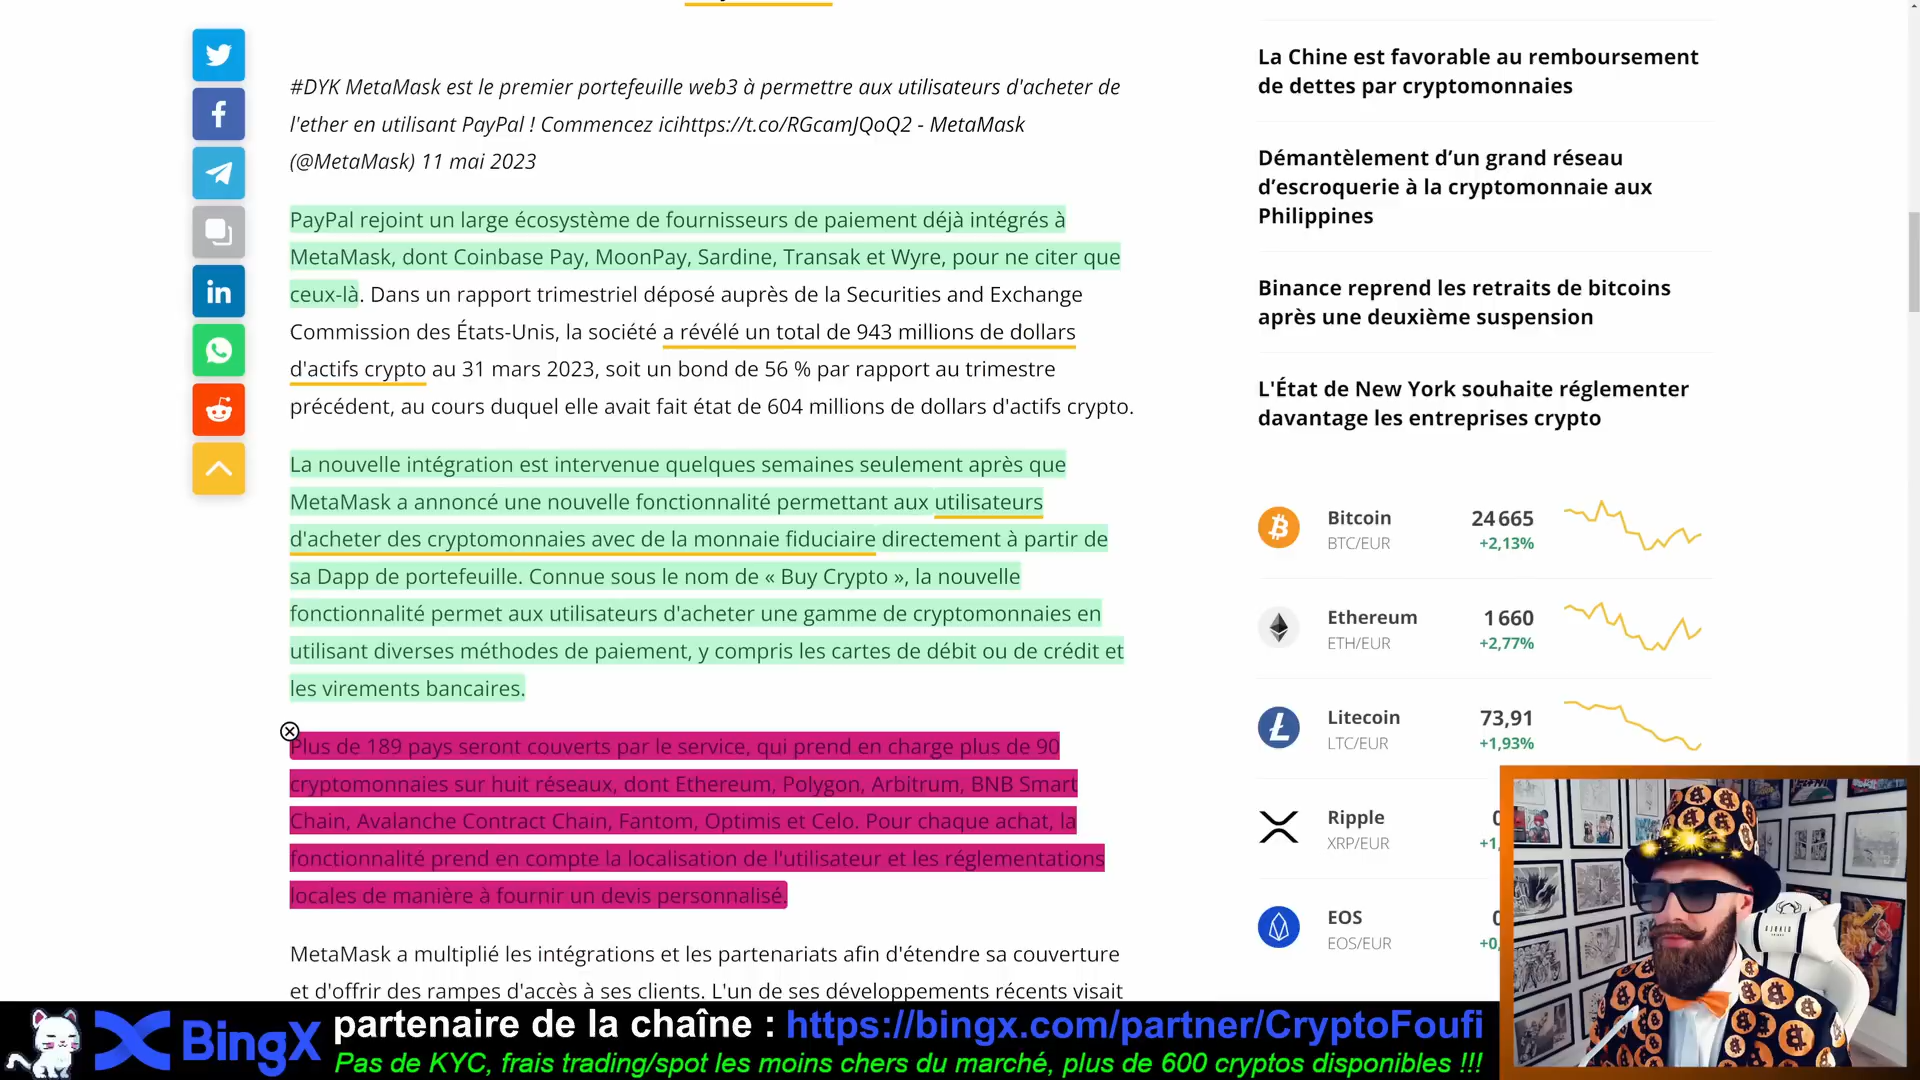 #DYK MetaMask est le premier portefeuille web3 à permettre aux utilisateurs d'acheter de
l'ether en utilisant PayPal ! Commencez icihttps://t.co/RGcamJQoQ2 - MetaMask
(@MetaMask) 11 mai 2023
PayPal rejoint un large écosystème de fournisseurs de paiement déjà intégrés à
MetaMask, dont Coinbase Pay, MoonPay, Sardine, Transak et Wyre, pour ne citer que
ceux-là. Dans un rapport trimestriel déposé auprès de la Securities and Exchange
Commission des États-Unis, la société a révélé un total de 943 millions de dollars
d'actifs crypto au 31 mars 2023, soit un bond de 56 % par rapport au trimestre
précédent, au cours duquel elle avait fait état de 604 millions de dollars d'actifs crypto.
La nouvelle intégration est intervenue quelques semaines seulement après que
MetaMask a annoncé une nouvelle fonctionnalité permettant aux utilisateurs
d'acheter des cryptomonnaies avec de la monnaie fiduciaire directement à partir de
sa Dapp de portefeuille. Connue sous le nom de « Buy Crypto », la nouvelle
fonctionnalité permet aux utilisateurs d'acheter une gamme de cryptomonnaies en
utilisant diverses méthodes de paiement, y compris les cartes de débit ou de crédit et
les virements bancaires.
Plus de 189 pays seront couverts par le service, qui prend en charge plus de 90
cryptomonnaies sur huit réseaux, dont Ethereum, Polygon, Arbitrum, BNB Smart
Chain, Avalanche Contract Chain, Fantom, Optimis et Celo. Pour chaque achat, la
fonctionnalité prend en compte la localisation de l'utilisateur et les réglementations
locales de manière à fournir un devis personnalisé.
MetaMask a multiplié les intégrations et les partenariats afin d'étendre sa couverture
et d'offrir des rampes d'accès à ses clients. L'un de ses développements récents visait
La Chine est favorable au remboursement
de dettes par cryptomonnaies
Démantèlement d’un grand réseau
d’escroquerie à la cryptomonnaie aux
Philippines
Binance reprend les retraits de bitcoins
après une deuxième suspension
L'État de New York souhaite réglementer
davantage les entreprises crypto
Bitcoin 24 665
BTC/EUR +2,13%
Ethereum 1 660
ETH/EUR +2,77%
Litecoin 73,91
LTC/EUR +1,93%
Ripple 0
XRP/EUR +1,
EOS 0
EOS/EUR +0,
BingX partenaire de la chaîne : https://bingx.com/partner/CryptoFoufi
Pas de KYC, frais trading/spot les moins chers du marché, plus de 600 cryptos disponibles !!!